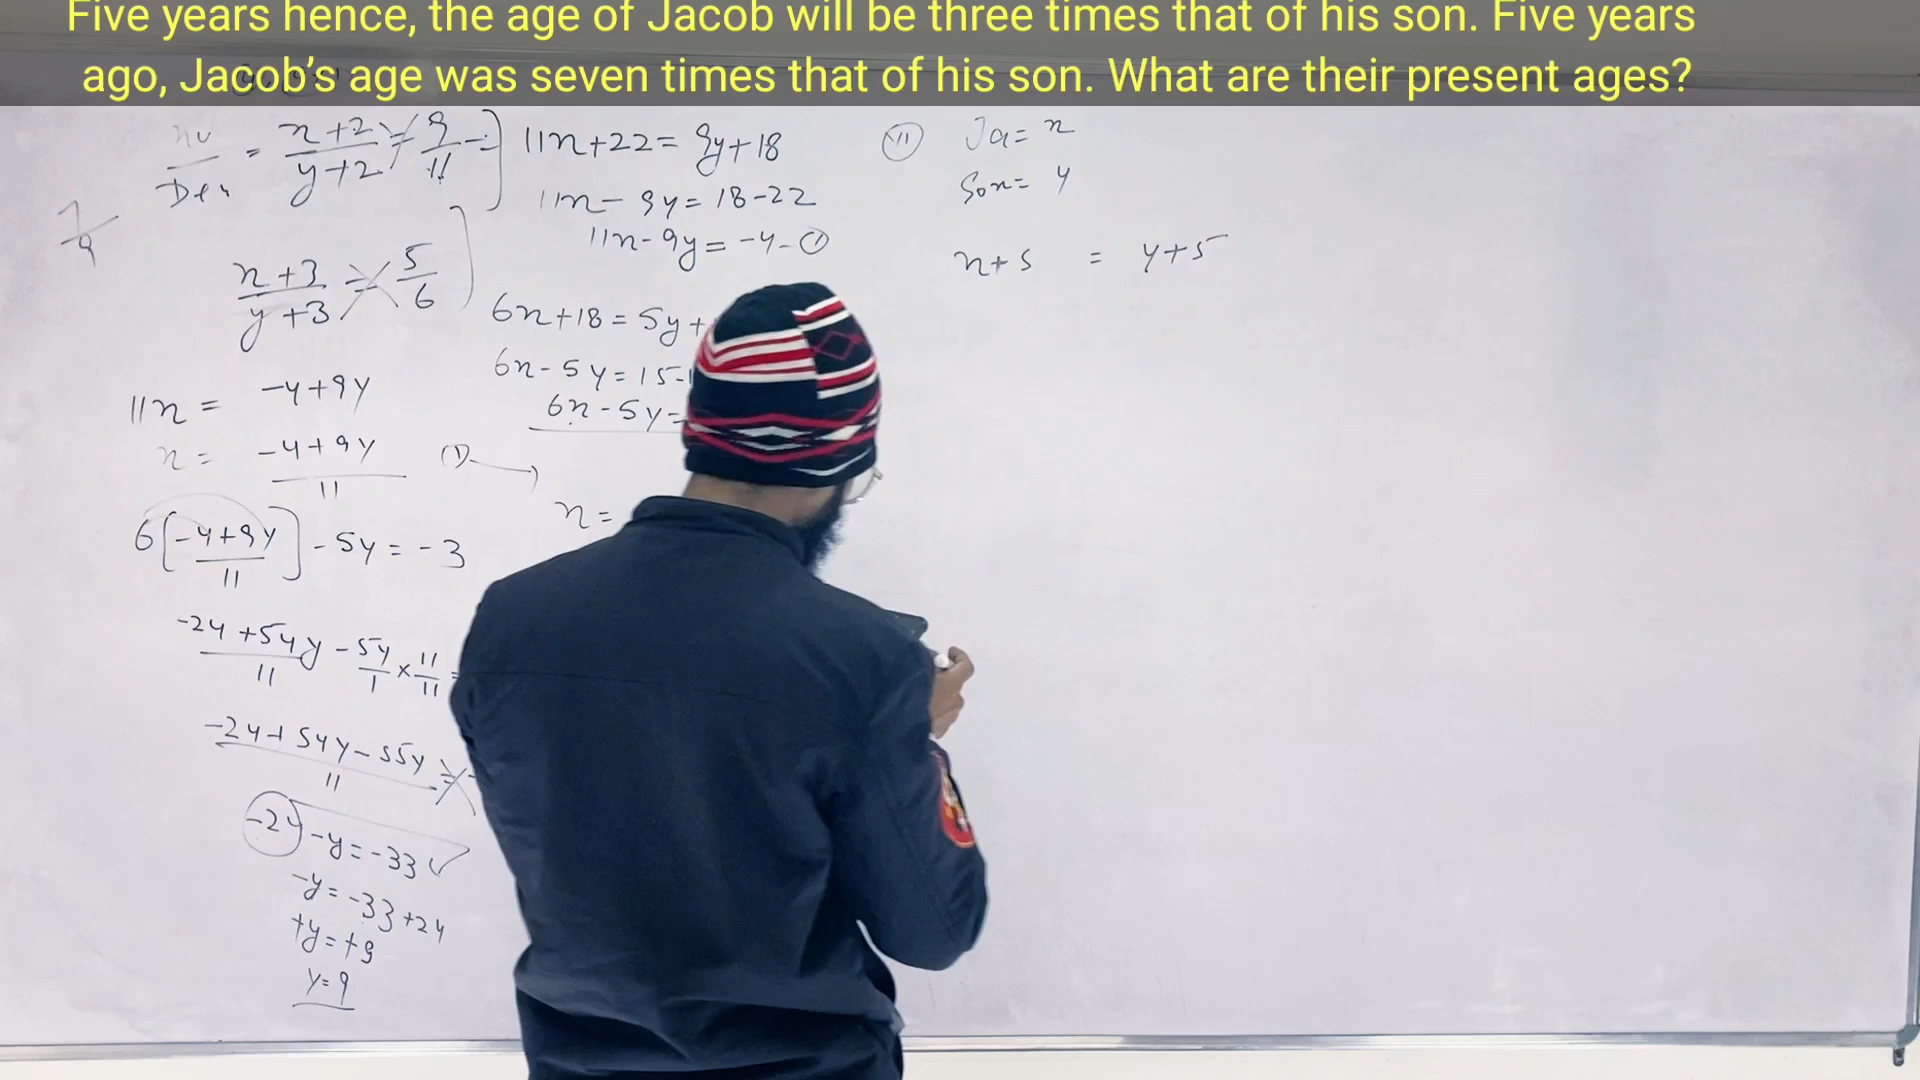 Five years hence, the age of Jacob will be three times that of his son. Five years
ago, Jacob’s age was seven times that of his son. What are their present ages?
nu/Den = x+2/y+2 = 9/11
x+3/y+3 = 5/6
11x = -4+9y
x = -4+9y/11
6[-4+9y/11] - 5y = -3
-24+54y/11 - 5y/1 × 11/11 =
-24+54y-55y/11 =
-24-y = -33
-y = -33+24
+y = +9
y = 9
11x+22 = 9y+18
11x-9y = 18-22
11x-9y = -4 - ①
6x+18 = 5y+
6x-5y = 15-1
6x-5y =
(1)
x =
(VII) Ja = x
Son = y
x+5 = y+5